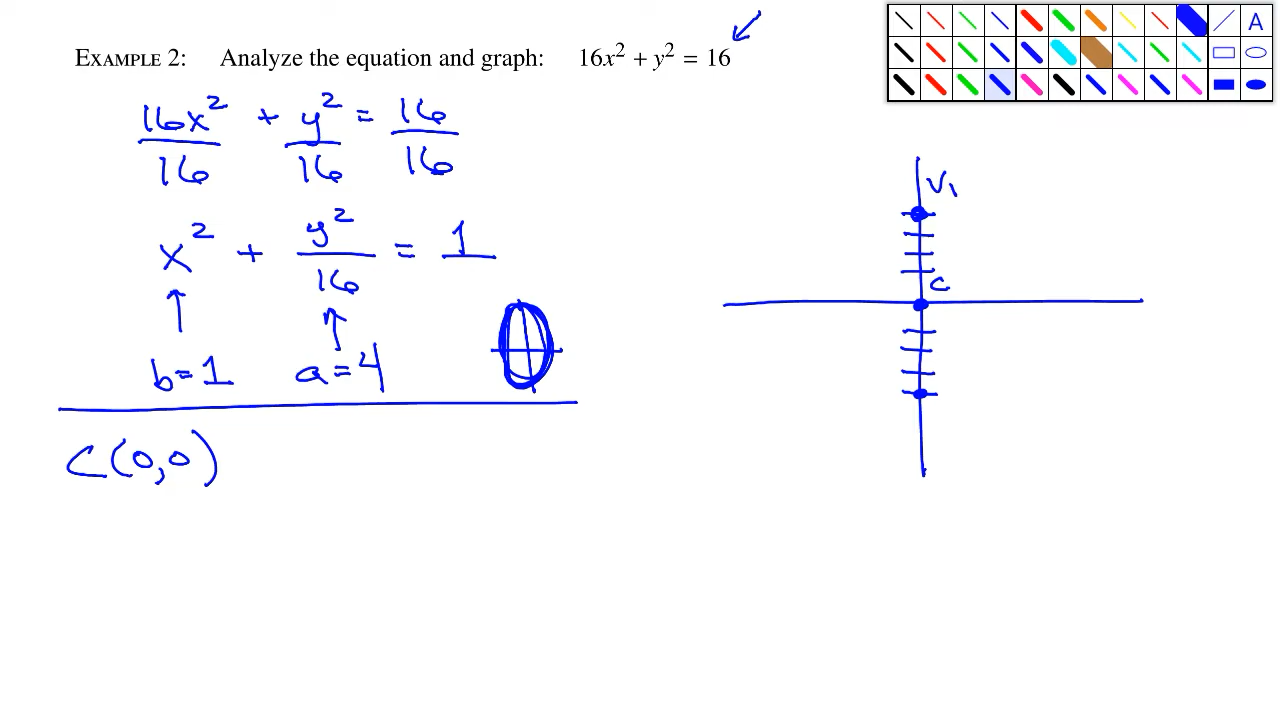 EXAMPLE 2: Analyze the equation and graph: 16x² + y² = 16
A
16x²/16 + y²/16 = 16/16
x² + y²/16 = 1
b=1 a=4
C(0,0)
V₁
C